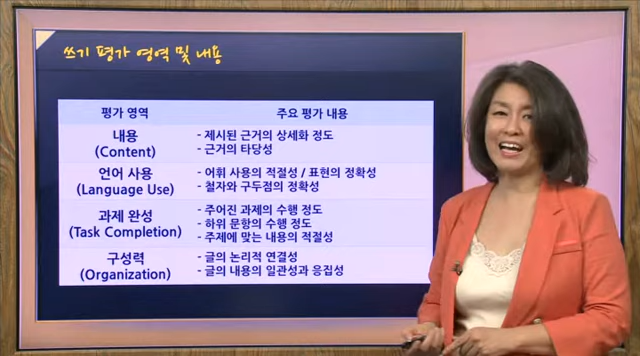 쓰기 평가 영역 및 내용
평가 영역 주요 평가 내용
내용 - 제시된 근거의 상세화 정도
(Content) - 근거의 타당성
언어 사용 - 어휘 사용의 적절성 / 표현의 정확성
(Language Use) - 철자와 구두점의 정확성
과제 완성 - 주어진 과제의 수행 정도
(Task Completion) - 하위 문항의 수행 정도
- 주제에 맞는 내용의 적절성
구성력 - 글의 논리적 연결성
(Organization) - 글의 내용의 일관성과 응집성